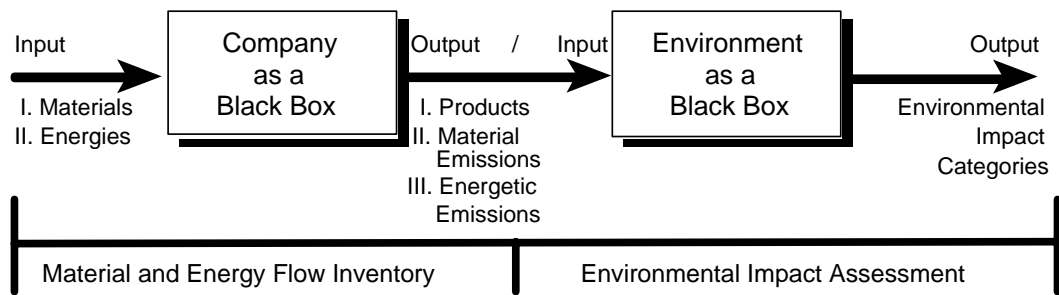 Input
I. Materials
II. Energies
Company
as a
Black Box
Output / Input
I. Products
II. Material
Emissions
III. Energetic
Emissions
Environment
as a
Black Box
Output
Environmental
Impact
Categories
Material and Energy Flow Inventory
Environmental Impact Assessment